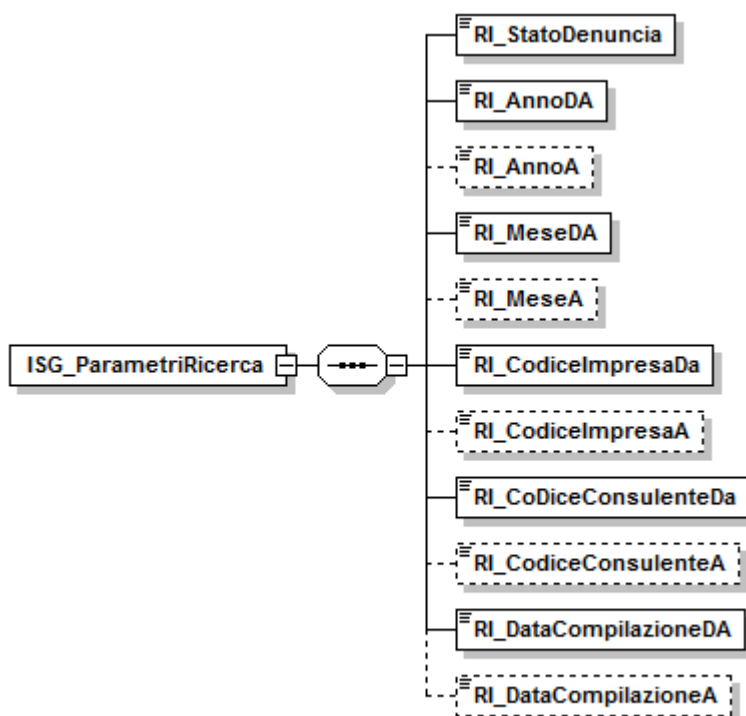 RI_StatoDenuncia
RI_AnnoDA
RI_AnnoA
RI_MeseDA
RI_MeseA
ISG_ParametriRicerca
RI_CodiceImpresaDa
RI_CodiceImpresaA
RI_CoDiceConsulenteDa
RI_CodiceConsulenteA
RI_DataCompilazioneDA
RI_DataCompilazioneA